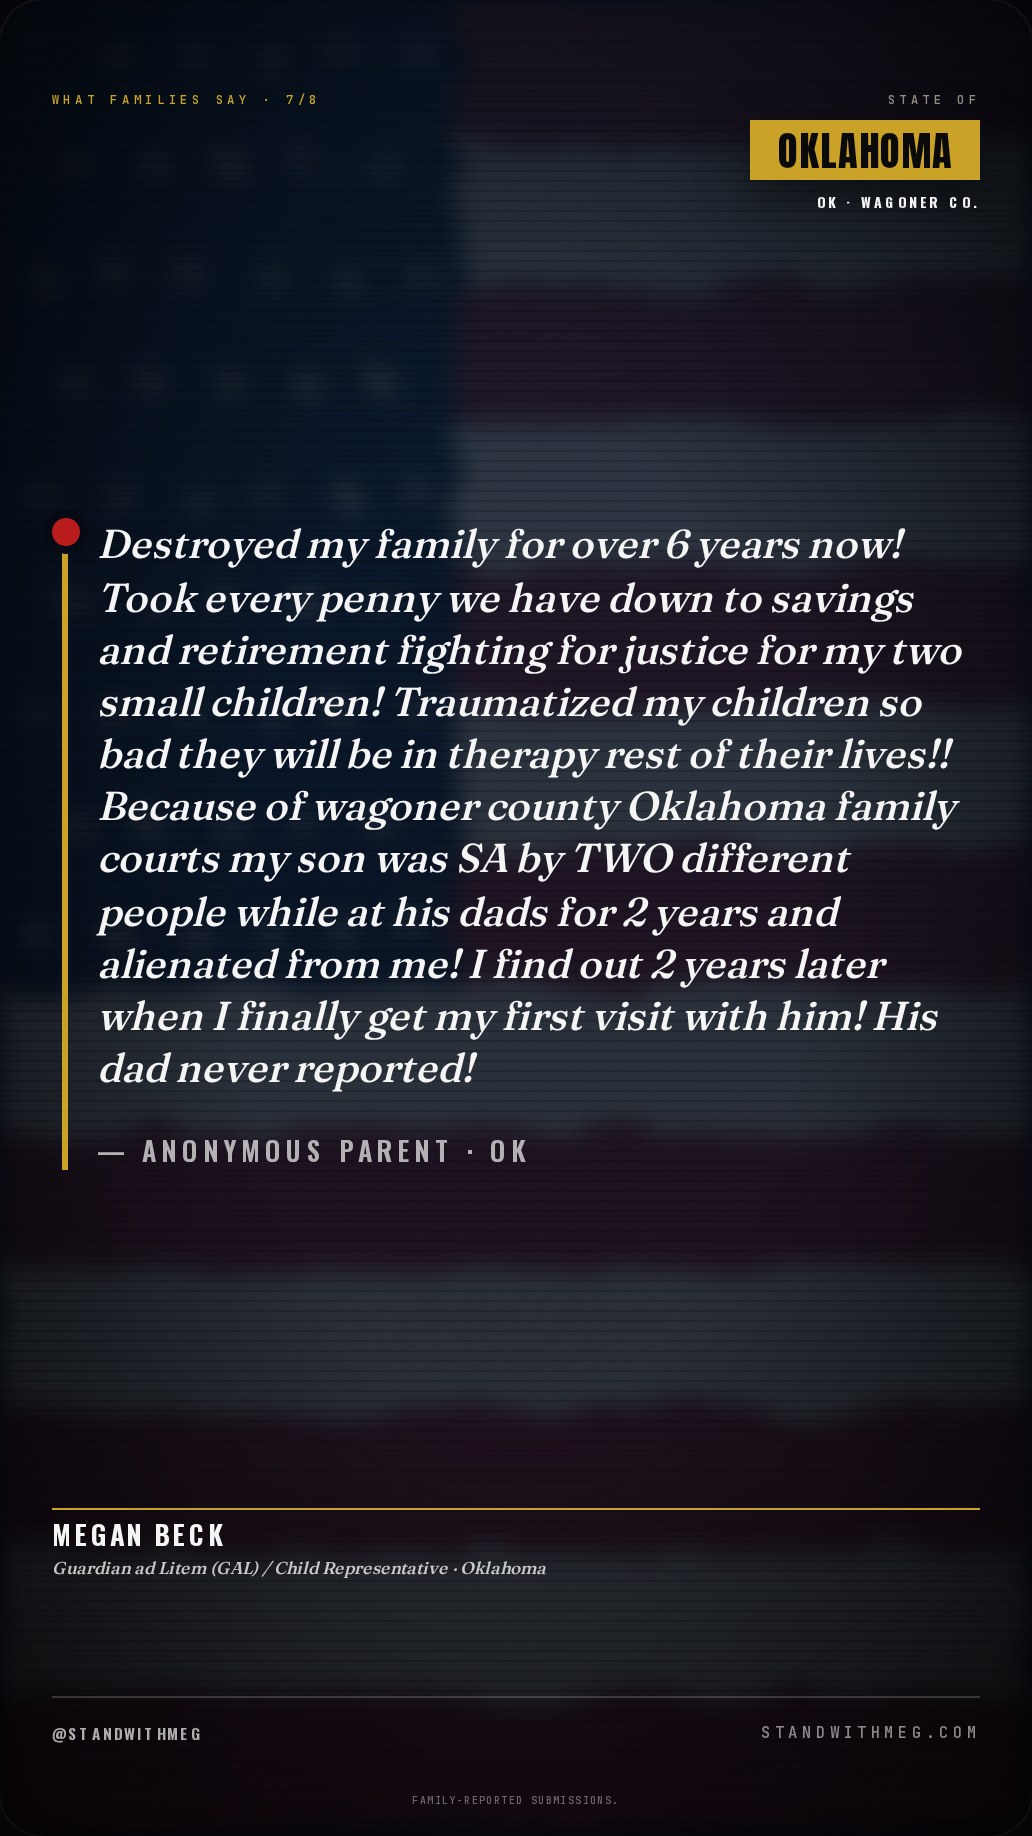 WHAT FAMILIES SAY · 7/8
STATE OF
OKLAHOMA
OK · WAGONER CO.
Destroyed my family for over 6 years now!
Took every penny we have down to savings
and retirement fighting for justice for my two
small children! Traumatized my children so
bad they will be in therapy rest of their lives!!
Because of wagoner county Oklahoma family
courts my son was SA by TWO different
people while at his dads for 2 years and
alienated from me! I find out 2 years later
when I finally get my first visit with him! His
dad never reported!
— ANONYMOUS PARENT · OK
MEGAN BECK
Guardian ad Litem (GAL) / Child Representative · Oklahoma
@STANDWITHMEG
STANDWITHMEG.COM
FAMILY-REPORTED SUBMISSIONS.